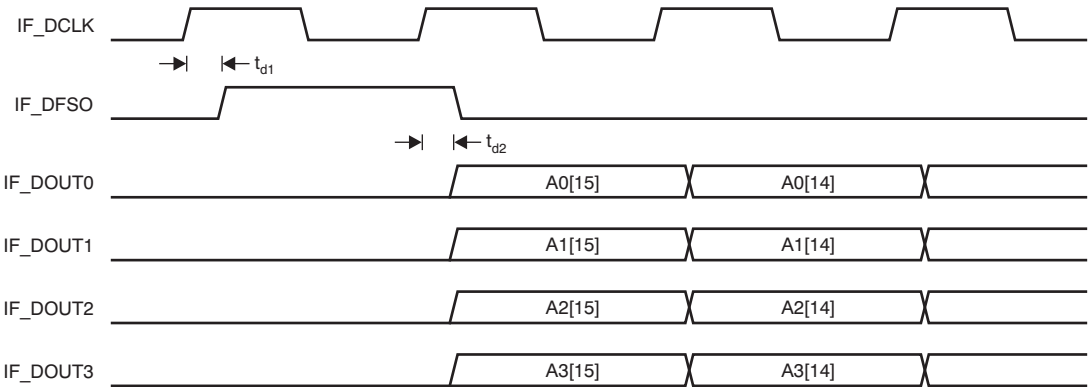 IF_DCLK
t_d1
IF_DFSO
t_d2
IF_DOUT0 A0[15] A0[14]
IF_DOUT1 A1[15] A1[14]
IF_DOUT2 A2[15] A2[14]
IF_DOUT3 A3[15] A3[14]